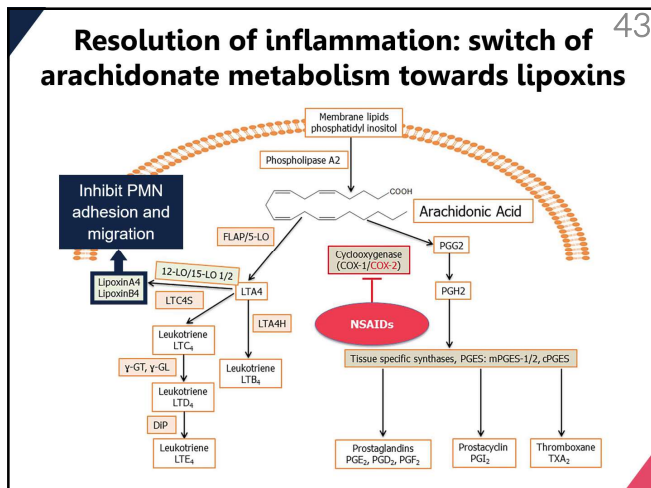 43
Resolution of inflammation: switch of
arachidonate metabolism towards lipoxins
Membrane lipids
phosphatidyl inositol
Phospholipase A2
Inhibit PMN
adhesion and
migration
COOH
Arachidonic Acid
FLAP/5-LO
Cyclooxygenase
(COX-1/COX-2)
PGG2
12-LO/15-LO 1/2
LipoxinA4
LipoxinB4
LTA4
PGH2
LTC4S
NSAIDs
LTA4H
Leukotriene
LTC₄
Tissue specific synthases, PGES: mPGES-1/2, cPGES
γ-GT, γ-GL
Leukotriene
LTB₄
Leukotriene
LTD₄
DiP
Leukotriene
LTE₄
Prostaglandins
PGE₂, PGD₂, PGF₂
Prostacyclin
PGI₂
Thromboxane
TXA₂